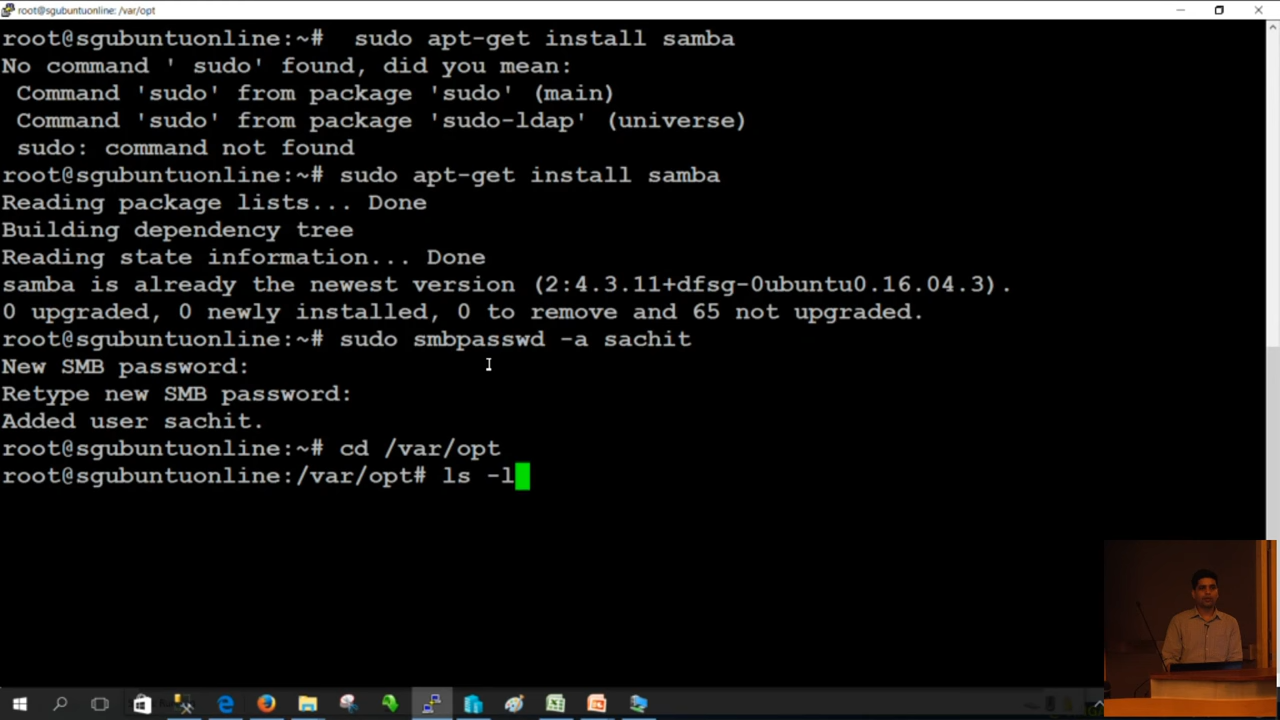 root@sgubuntuonline: /var/opt
root@sgubuntuonline:~#  sudo apt-get install samba
No command ' sudo' found, did you mean:
 Command 'sudo' from package 'sudo' (main)
 Command 'sudo' from package 'sudo-ldap' (universe)
 sudo: command not found
root@sgubuntuonline:~# sudo apt-get install samba
Reading package lists... Done
Building dependency tree
Reading state information... Done
samba is already the newest version (2:4.3.11+dfsg-0ubuntu0.16.04.3).
0 upgraded, 0 newly installed, 0 to remove and 65 not upgraded.
root@sgubuntuonline:~# sudo smbpasswd -a sachit
New SMB password:
Retype new SMB password:
Added user sachit.
root@sgubuntuonline:~# cd /var/opt
root@sgubuntuonline:/var/opt# ls -l